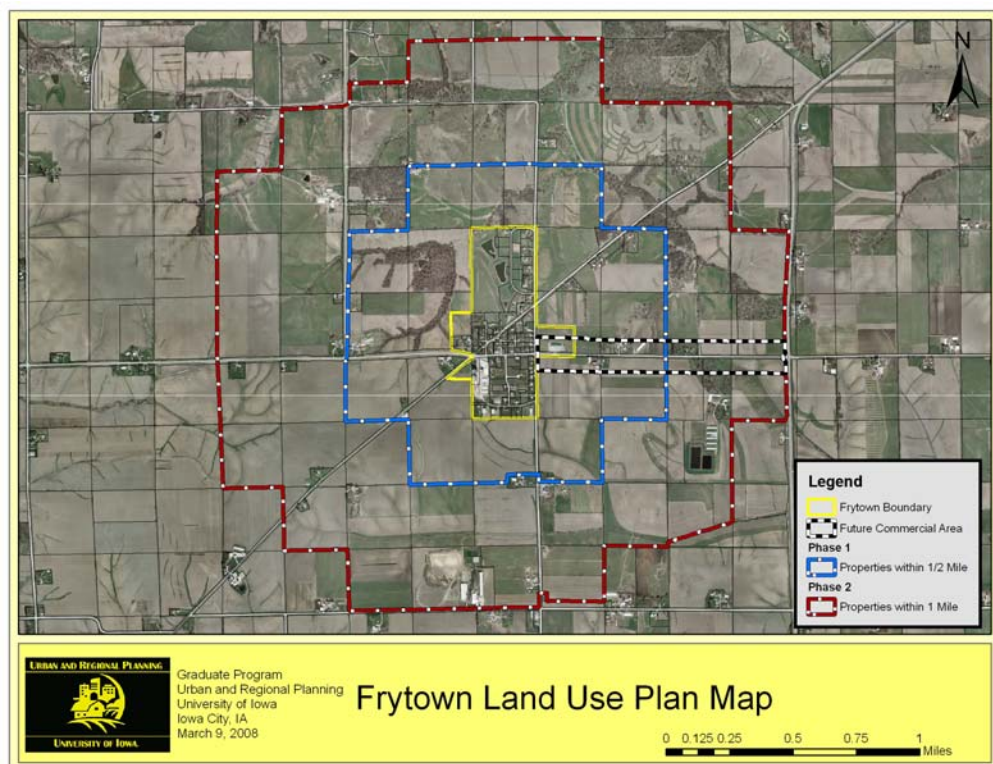 N
Legend
Frytown Boundary
Future Commercial Area
Phase 1
Properties within 1/2 Mile
Phase 2
Properties within 1 Mile
URBAN AND REGIONAL PLANNING
UNIVERSITY OF IOWA
Graduate Program
Urban and Regional Planning
University of Iowa
Iowa City, IA
March 9, 2008
Frytown Land Use Plan Map
0 0.125 0.25 0.5 0.75 1
Miles